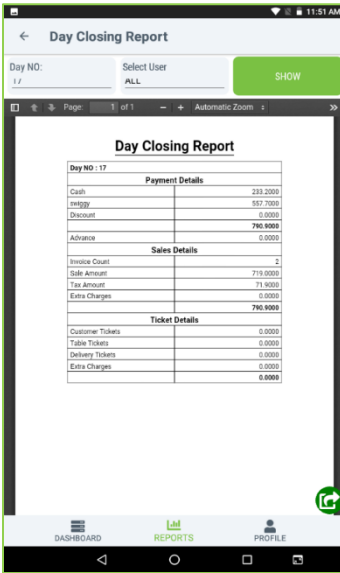 11:51 AM
Day Closing Report
Day NO: Select User
17 ALL
SHOW
Page: 1 of 1 − + Automatic Zoom
Day Closing Report
Day NO : 17
Payment Details
Cash 233.2000
swiggy 557.7000
Discount 0.0000
790.9000
Advance 0.0000
Sales Details
Invoice Count 2
Sale Amount 719.0000
Tax Amount 71.9000
Extra Charges 0.0000
790.9000
Ticket Details
Customer Tickets 0.0000
Table Tickets 0.0000
Delivery Tickets 0.0000
Extra Charges 0.0000
0.0000
DASHBOARD REPORTS PROFILE